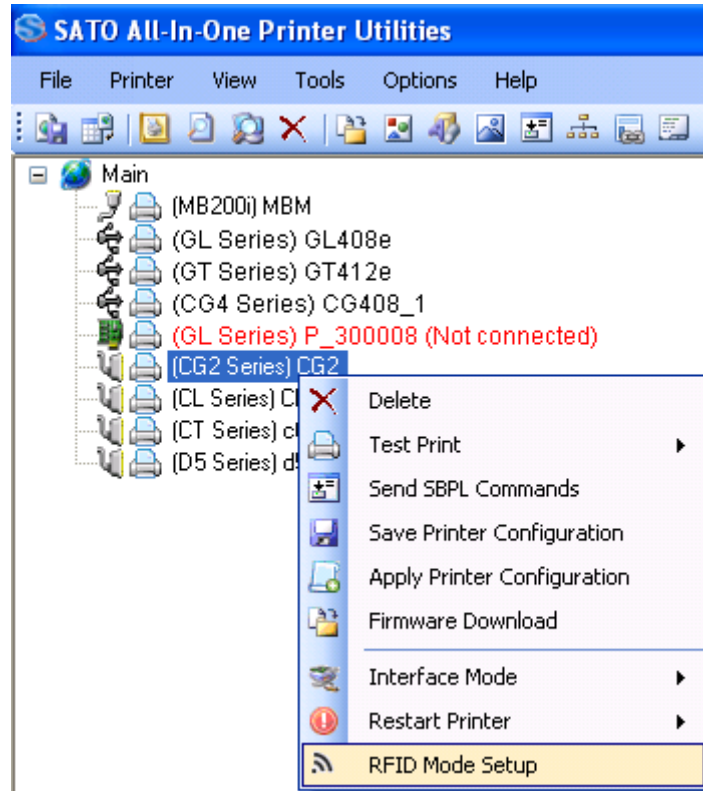 SATO All-In-One Printer Utilities
File Printer View Tools Options Help
Main
(MB200i) MBM
(GL Series) GL408e
(GT Series) GT412e
(CG4 Series) CG408_1
(GL Series) P_300008 (Not connected)
(CG2 Series) CG2
(CL Series)
(CT Series)
(D5 Series)
Delete
Test Print
Send SBPL Commands
Save Printer Configuration
Apply Printer Configuration
Firmware Download
Interface Mode
Restart Printer
RFID Mode Setup